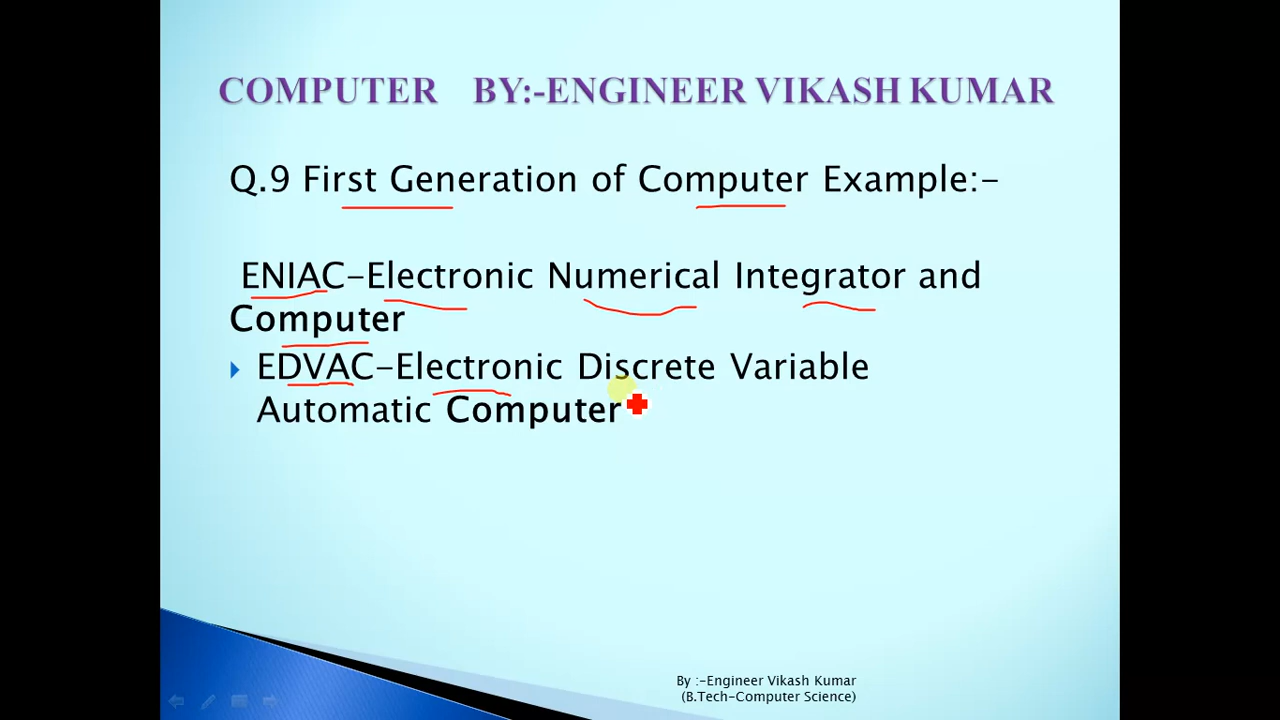 COMPUTER BY:-ENGINEER VIKASH KUMAR
Q.9 First Generation of Computer Example:-
ENIAC-Electronic Numerical Integrator and
Computer
EDVAC-Electronic Discrete Variable
Automatic Computer
By :-Engineer Vikash Kumar
(B.Tech-Computer Science)